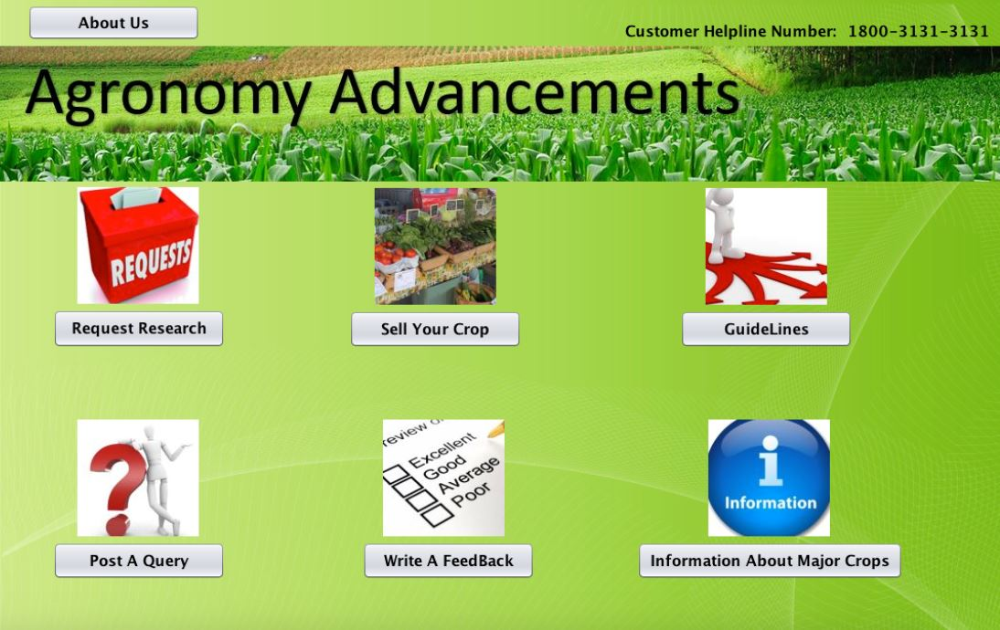 About Us
Customer Helpline Number: 1800-3131-3131
Agronomy Advancements
REQUESTS
Request Research
Sell Your Crop
GuideLines
review o
Excellent
Good
Average
Poor
i
Information
Post A Query
Write A FeedBack
Information About Major Crops